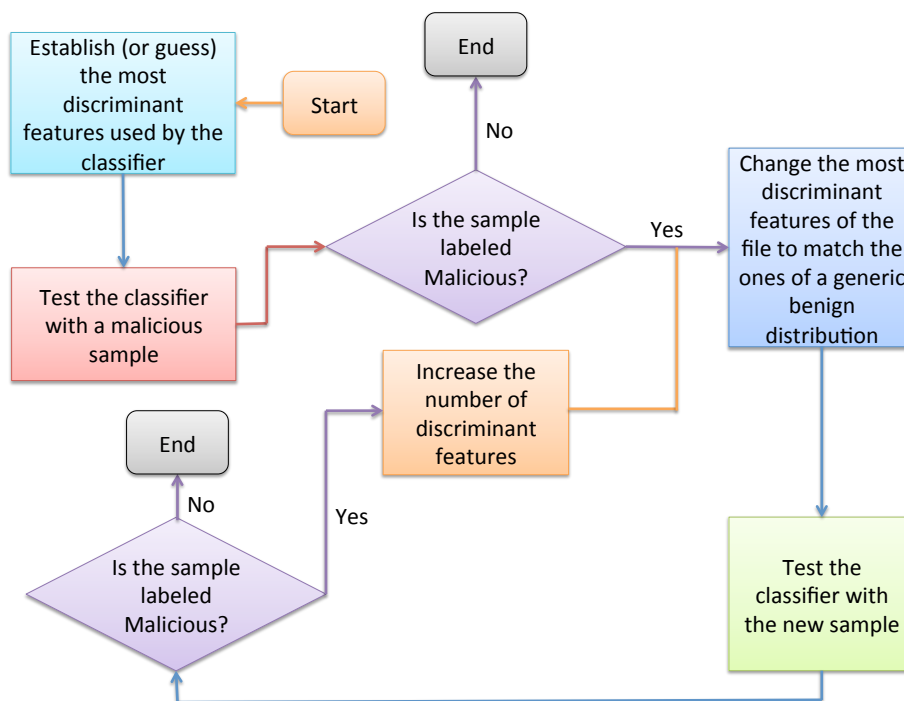 Start
Establish (or guess)
the most
discriminant
features used by the
classifier
Test the classifier
with a malicious
sample
Is the sample
labeled
Malicious?
No
End
Yes
Change the most
discriminant
features of the
file to match the
ones of a generic
benign
distribution
Test the
classifier with
the new sample
Is the sample
labeled
Malicious?
No
End
Yes
Increase the
number of
discriminant
features